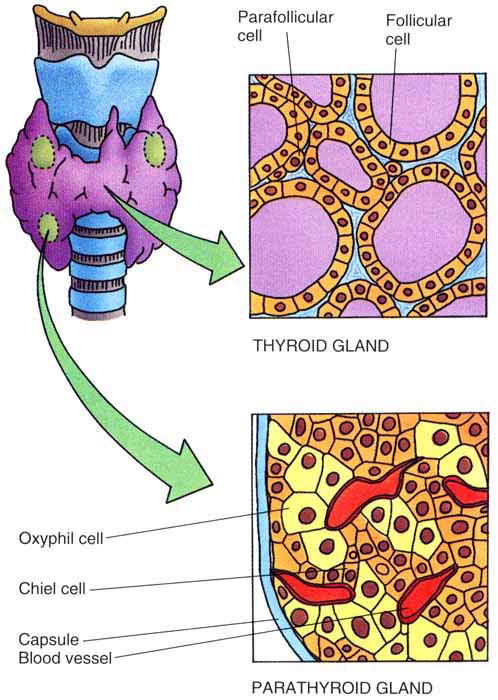 Parafollicular
cell
Follicular
cell
THYROID GLAND
Oxyphil cell
Chiel cell
Capsule
Blood vessel
PARATHYROID GLAND